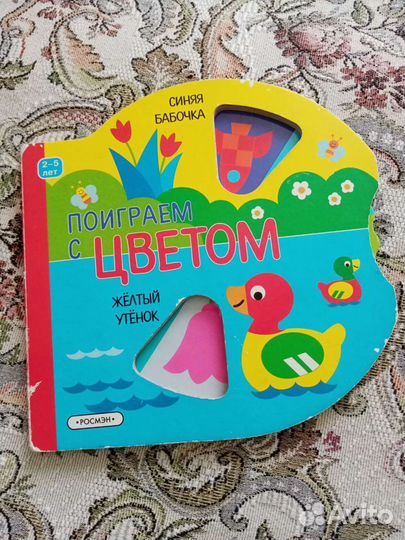 СИНЯЯ
БАБОЧКА
2–5
лет
ПОИГРАЕМ
С
ЦВЕТОМ
ЖЁЛТЫЙ
УТЁНОК
•РОСМЭН•
Avito